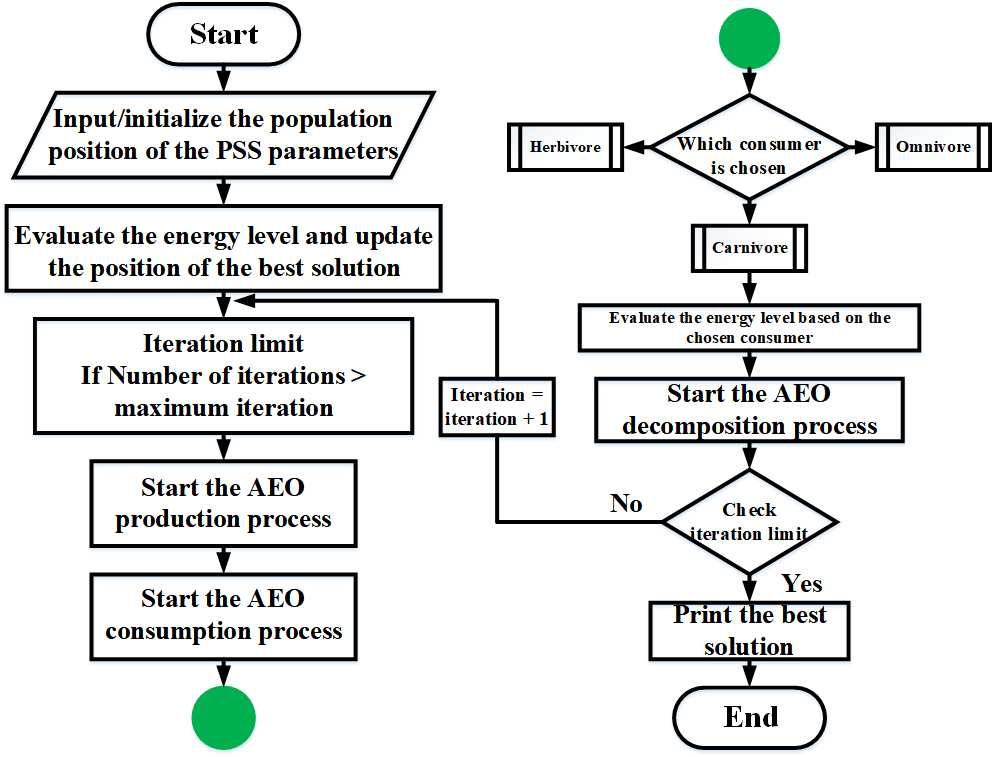 Start
Input/initialize the population
position of the PSS parameters
Evaluate the energy level and update
the position of the best solution
Iteration limit
If Number of iterations >
maximum iteration
Start the AEO
production process
Start the AEO
consumption process
Which consumer
is chosen
Herbivore
Omnivore
Carnivore
Evaluate the energy level based on the
chosen consumer
Start the AEO
decomposition process
Check
iteration limit
No
Iteration =
iteration + 1
Yes
Print the best
solution
End